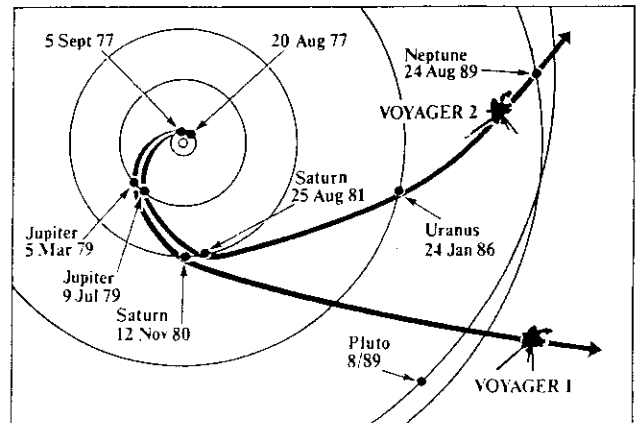 5 Sept 77
20 Aug 77
Neptune
24 Aug 89
VOYAGER 2
Saturn
25 Aug 81
Uranus
24 Jan 86
Jupiter
5 Mar 79
Jupiter
9 Jul 79
Saturn
12 Nov 80
Pluto
8/89
VOYAGER 1